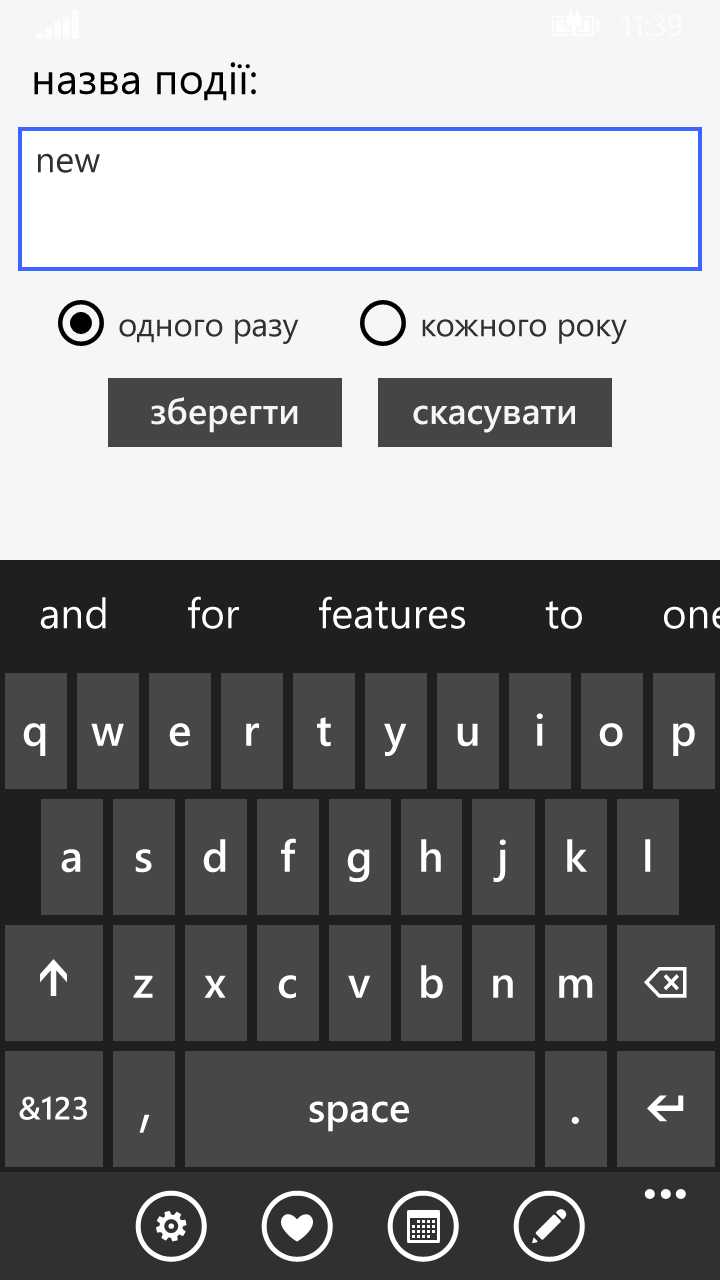 11:39
назва події:
new
одного разу кожного року
зберегти скасувати
and for features to one
q w e r t y u i o p
a s d f g h j k l
z x c v b n m
&123 , space .